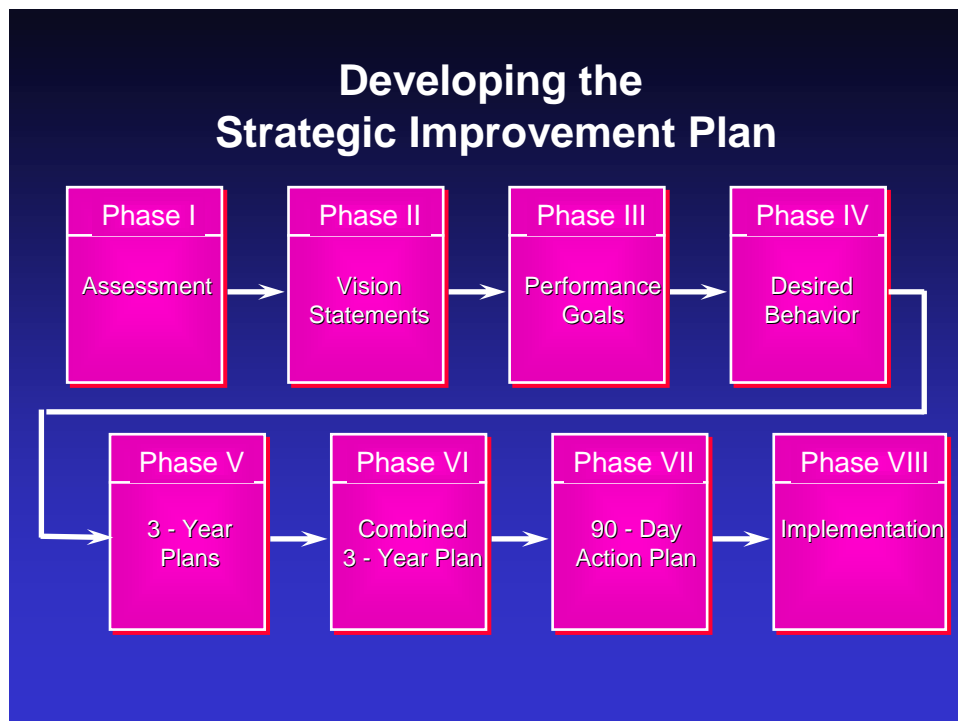 Developing the
Strategic Improvement Plan
Phase I
Assessment
Phase II
Vision
Statements
Phase III
Performance
Goals
Phase IV
Desired
Behavior
Phase V
3 - Year
Plans
Phase VI
Combined
3 - Year Plan
Phase VII
90 - Day
Action Plan
Phase VIII
Implementation